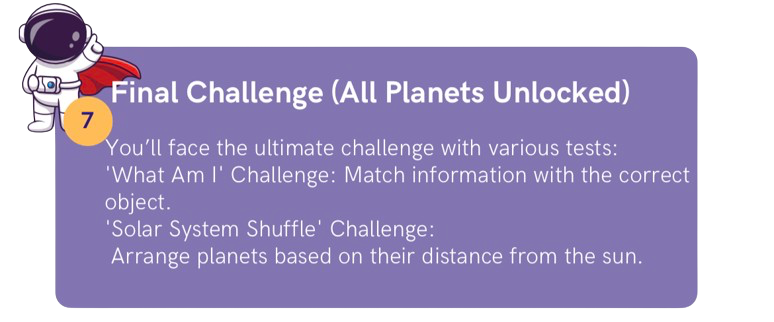 Final Challenge (All Planets Unlocked)
7
You'll face the ultimate challenge with various tests:
'What Am I' Challenge: Match information with the correct
object.
'Solar System Shuffle' Challenge:
Arrange planets based on their distance from the sun.